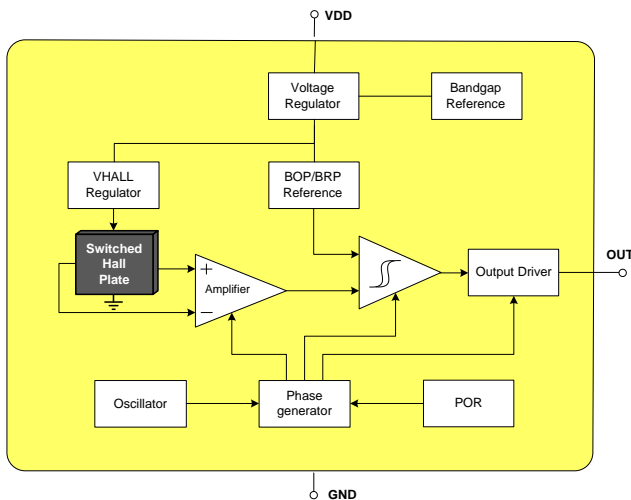 VDD
Voltage
Regulator
Bandgap
Reference
VHALL
Regulator
BOP/BRP
Reference
Switched
Hall
Plate
+
Amplifier
−
Output Driver
OUT
Oscillator
Phase
generator
POR
GND